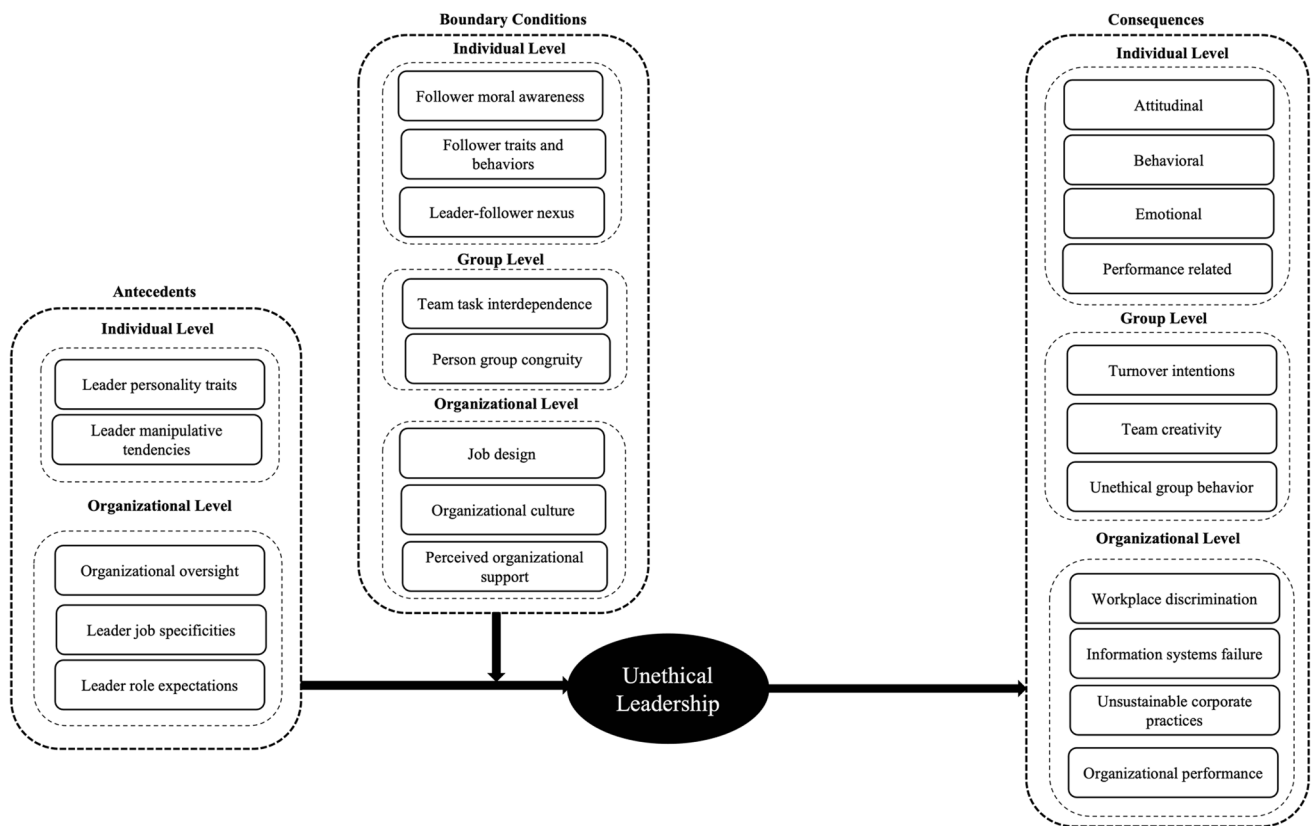 Antecedents
Individual Level
Leader personality traits
Leader manipulative
tendencies
Organizational Level
Organizational oversight
Leader job specificities
Leader role expectations
Boundary Conditions
Individual Level
Follower moral awareness
Follower traits and
behaviors
Leader-follower nexus
Group Level
Team task interdependence
Person group congruity
Organizational Level
Job design
Organizational culture
Perceived organizational
support
Unethical
Leadership
Consequences
Individual Level
Attitudinal
Behavioral
Emotional
Performance related
Group Level
Turnover intentions
Team creativity
Unethical group behavior
Organizational Level
Workplace discrimination
Information systems failure
Unsustainable corporate
practices
Organizational performance